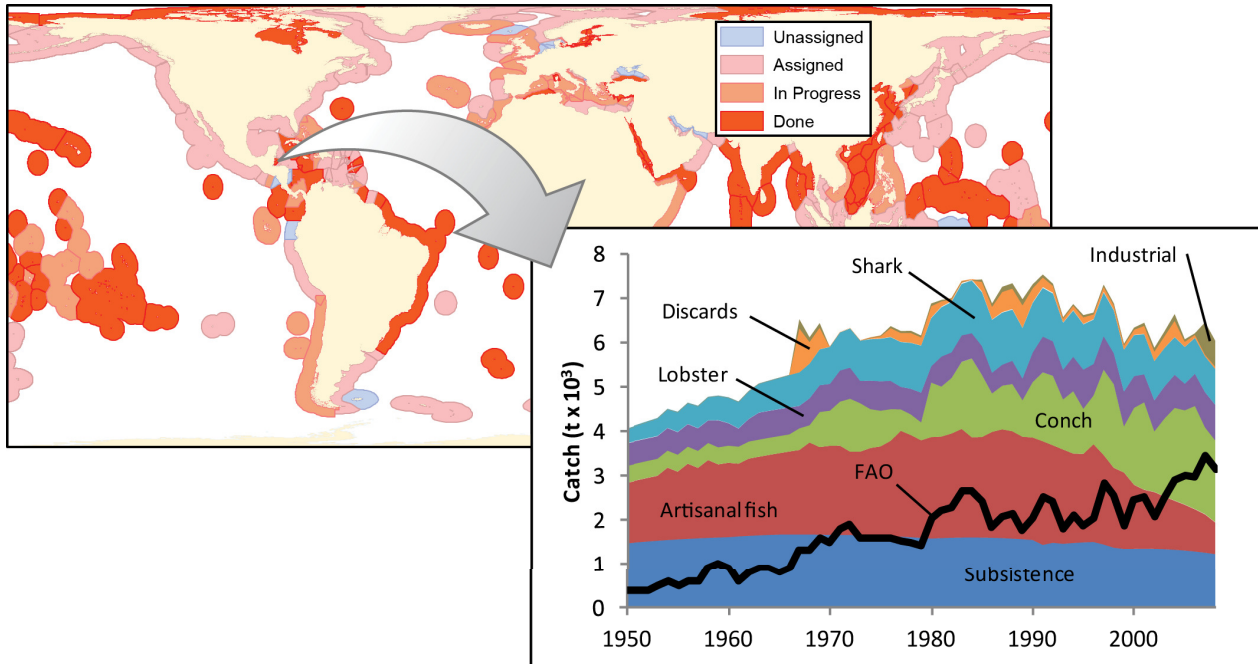 Unassigned
Assigned
In Progress
Done
Catch (t x 10³)
8
7
6
5
4
3
2
1
0
1950 1960 1970 1980 1990 2000
Industrial
Shark
Discards
Lobster
Conch
FAO
Artisanal fish
Subsistence